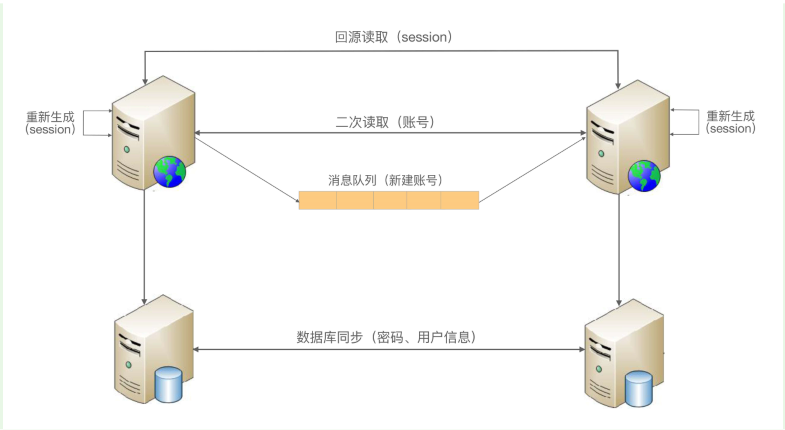 回源读取（session）
重新生成
（session）
二次读取（账号）
重新生成
（session）
消息队列（新建账号）
数据库同步（密码、用户信息）